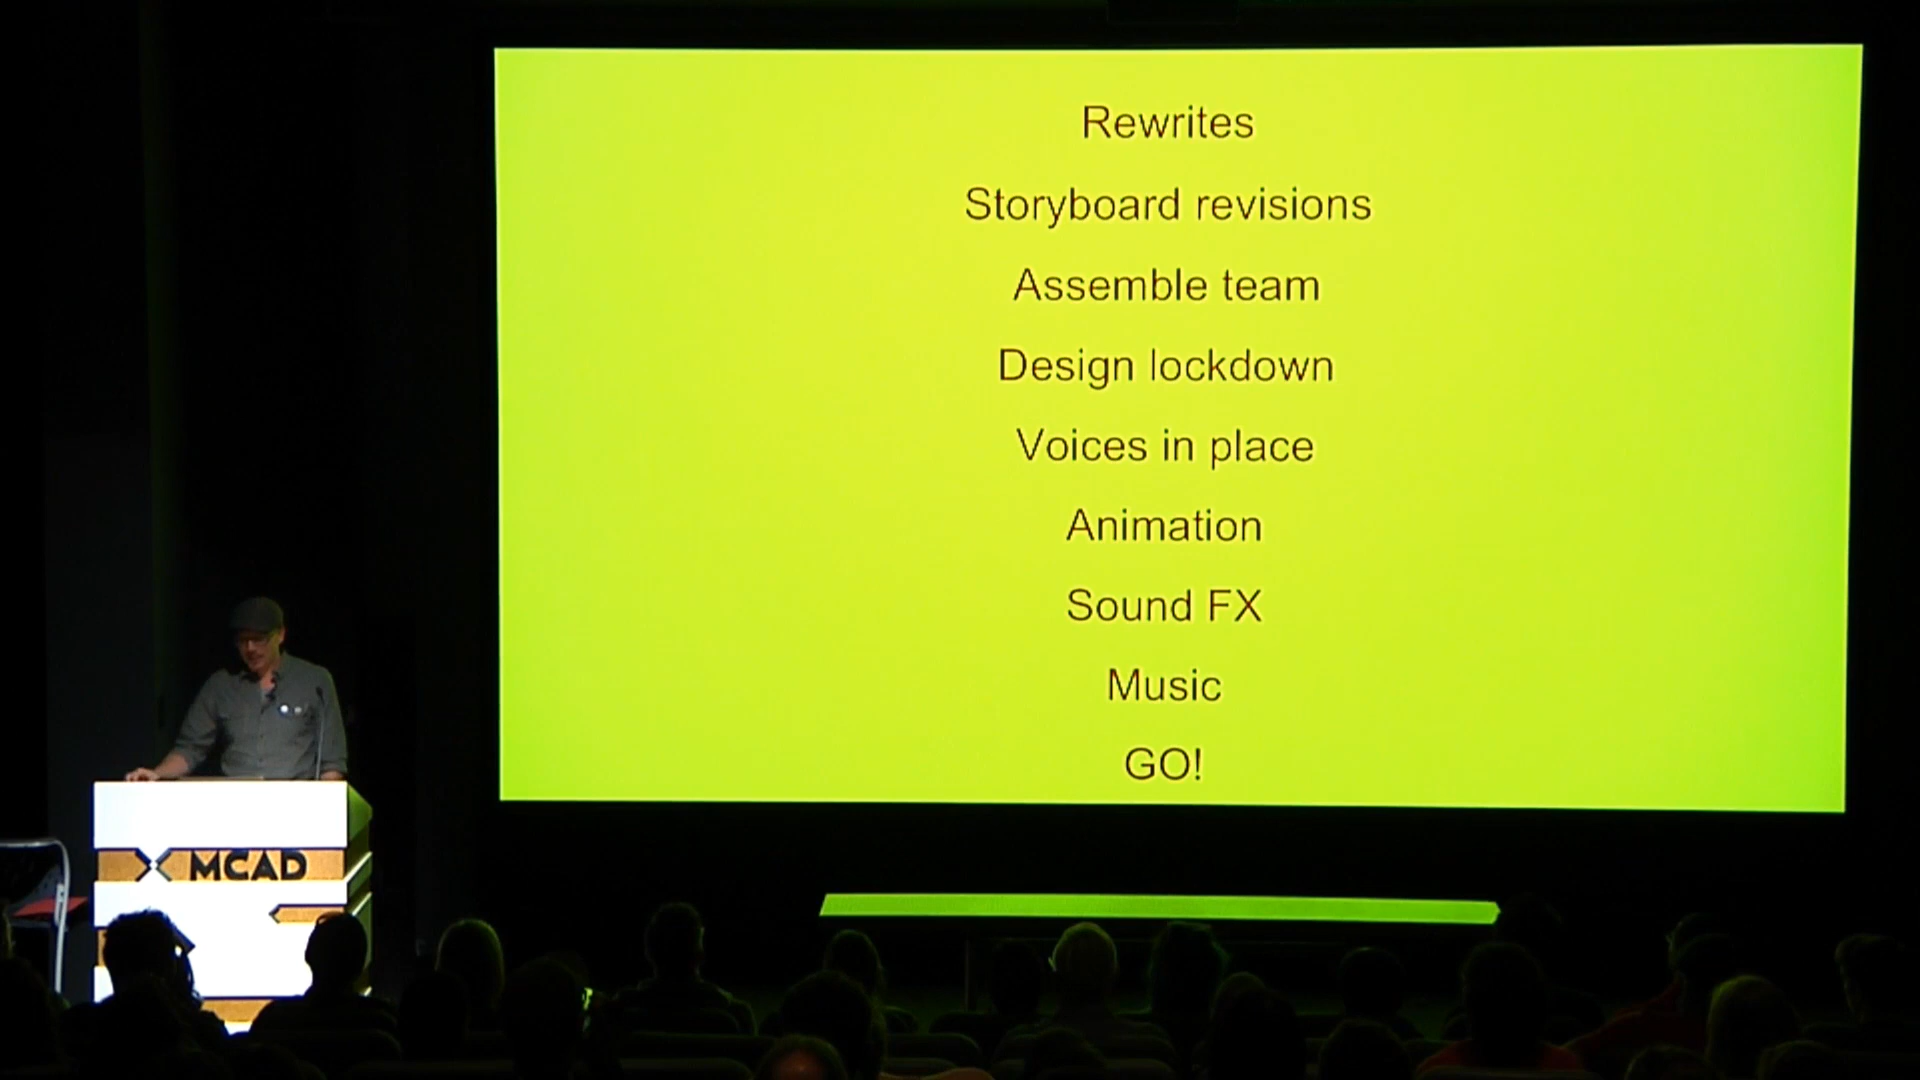 Rewrites
Storyboard revisions
Assemble team
Design lockdown
Voices in place
Animation
Sound FX
Music
GO!
MCAD